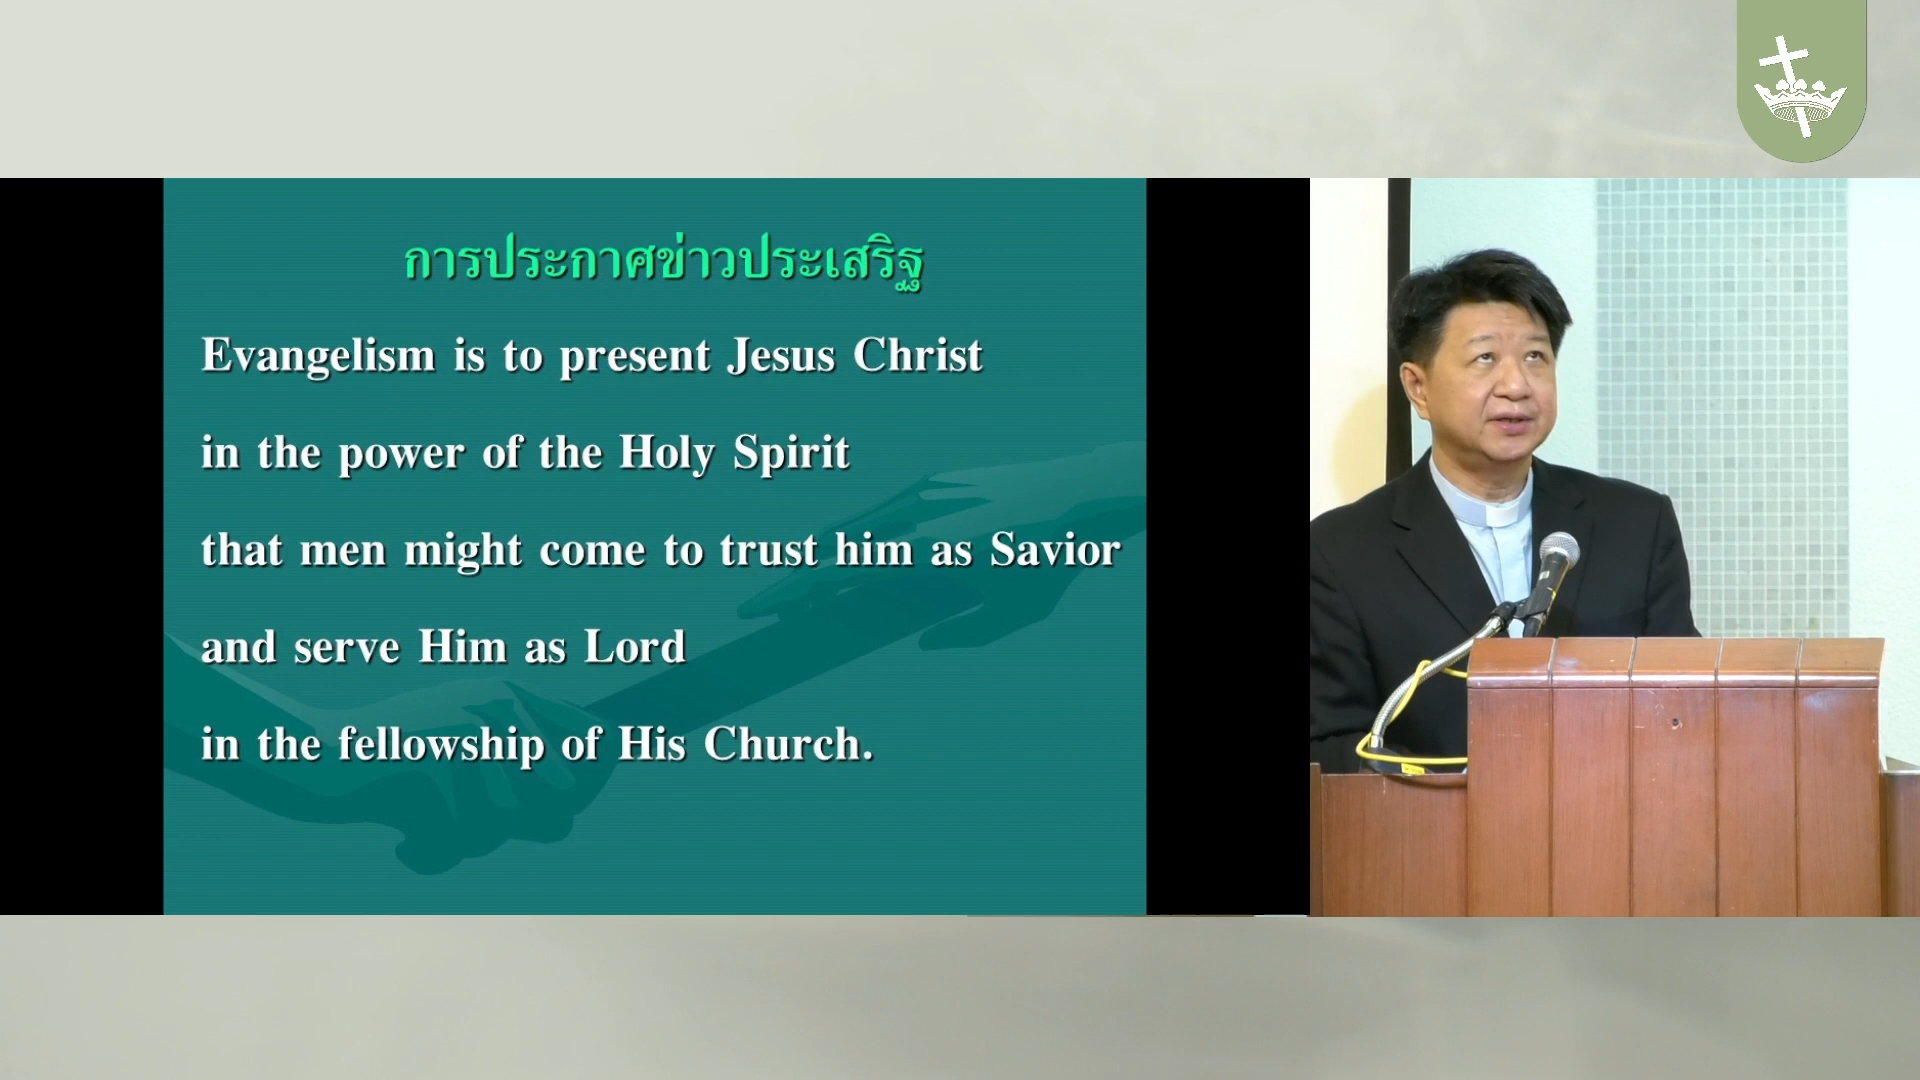 การประกาศข่าวประเสริฐ
Evangelism is to present Jesus Christ
in the power of the Holy Spirit
that men might come to trust him as Savior
and serve Him as Lord
in the fellowship of His Church.